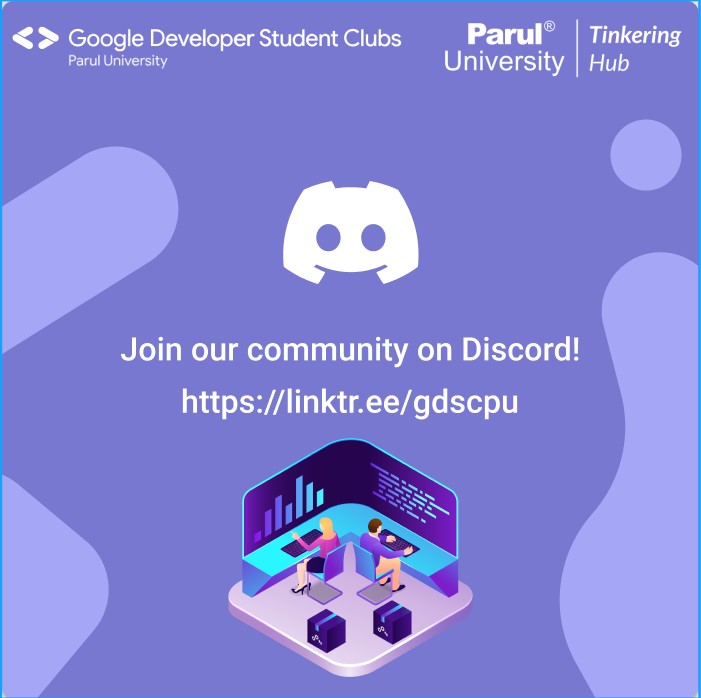 Google Developer Student Clubs
Parul University
Parul®
University
Tinkering
Hub
Join our community on Discord!
https://linktr.ee/gdscpu